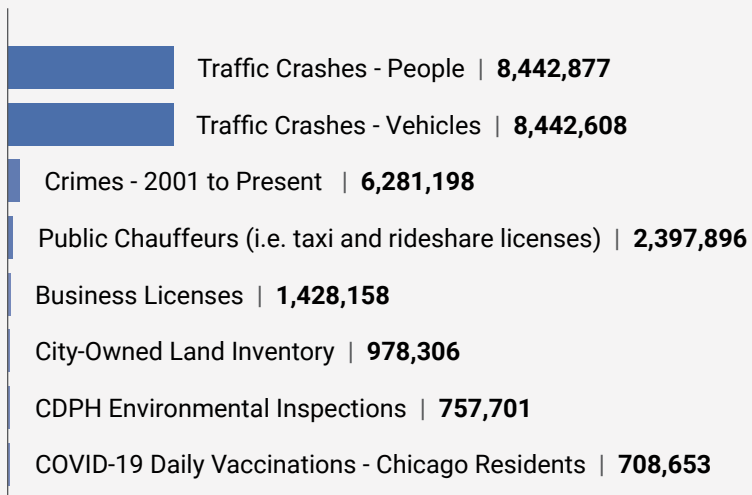 Traffic Crashes - People | 8,442,877
Traffic Crashes - Vehicles | 8,442,608
Crimes - 2001 to Present | 6,281,198
Public Chauffeurs (i.e. taxi and rideshare licenses) | 2,397,896
Business Licenses | 1,428,158
City-Owned Land Inventory | 978,306
CDPH Environmental Inspections | 757,701
COVID-19 Daily Vaccinations - Chicago Residents | 708,653